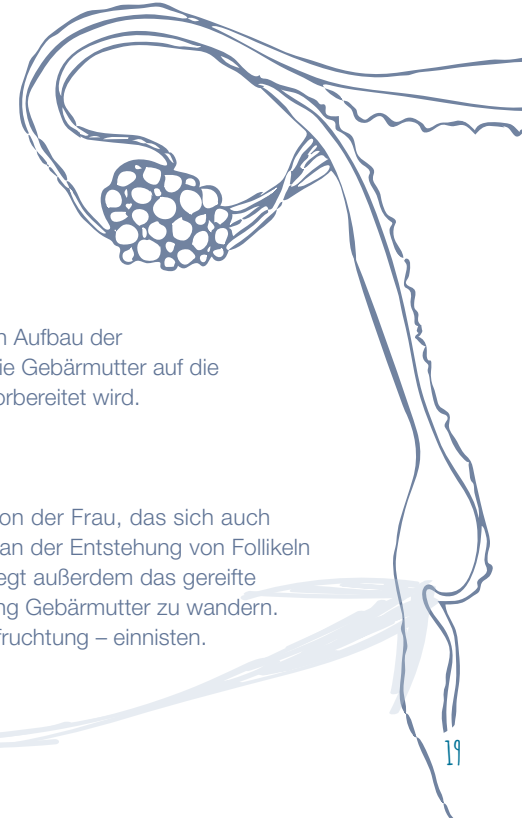 n Aufbau der
ie Gebärmutter auf die
orbereitet wird.
on der Frau, das sich auch
an der Entstehung von Follikeln
egt außerdem das gereifte
ng Gebärmutter zu wandern.
fruchtung – einnisten.
19